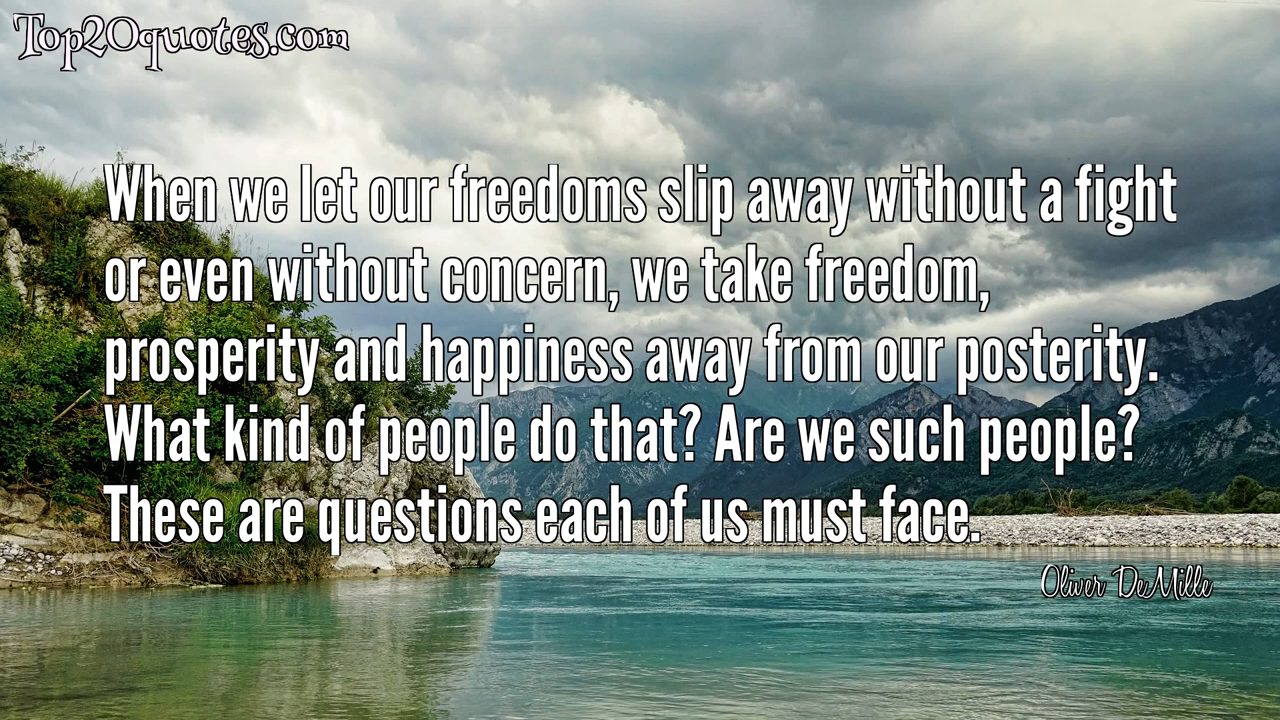 Top20quotes.com
When we let our freedoms slip away without a fight
or even without concern, we take freedom,
prosperity and happiness away from our posterity.
What kind of people do that? Are we such people?
These are questions each of us must face.
Oliver DeMille